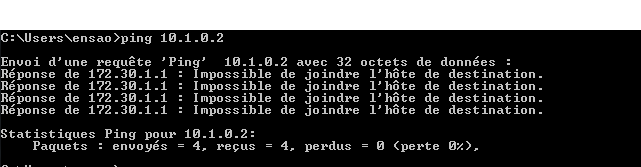 C:\Users\ensao>ping 10.1.0.2
Envoi d'une requête 'Ping'  10.1.0.2 avec 32 octets de données :
Réponse de 172.30.1.1 : Impossible de joindre l'hôte de destination.
Réponse de 172.30.1.1 : Impossible de joindre l'hôte de destination.
Réponse de 172.30.1.1 : Impossible de joindre l'hôte de destination.
Réponse de 172.30.1.1 : Impossible de joindre l'hôte de destination.
Statistiques Ping pour 10.1.0.2:
Paquets : envoyés = 4, reçus = 4, perdus = 0 (perte 0%),